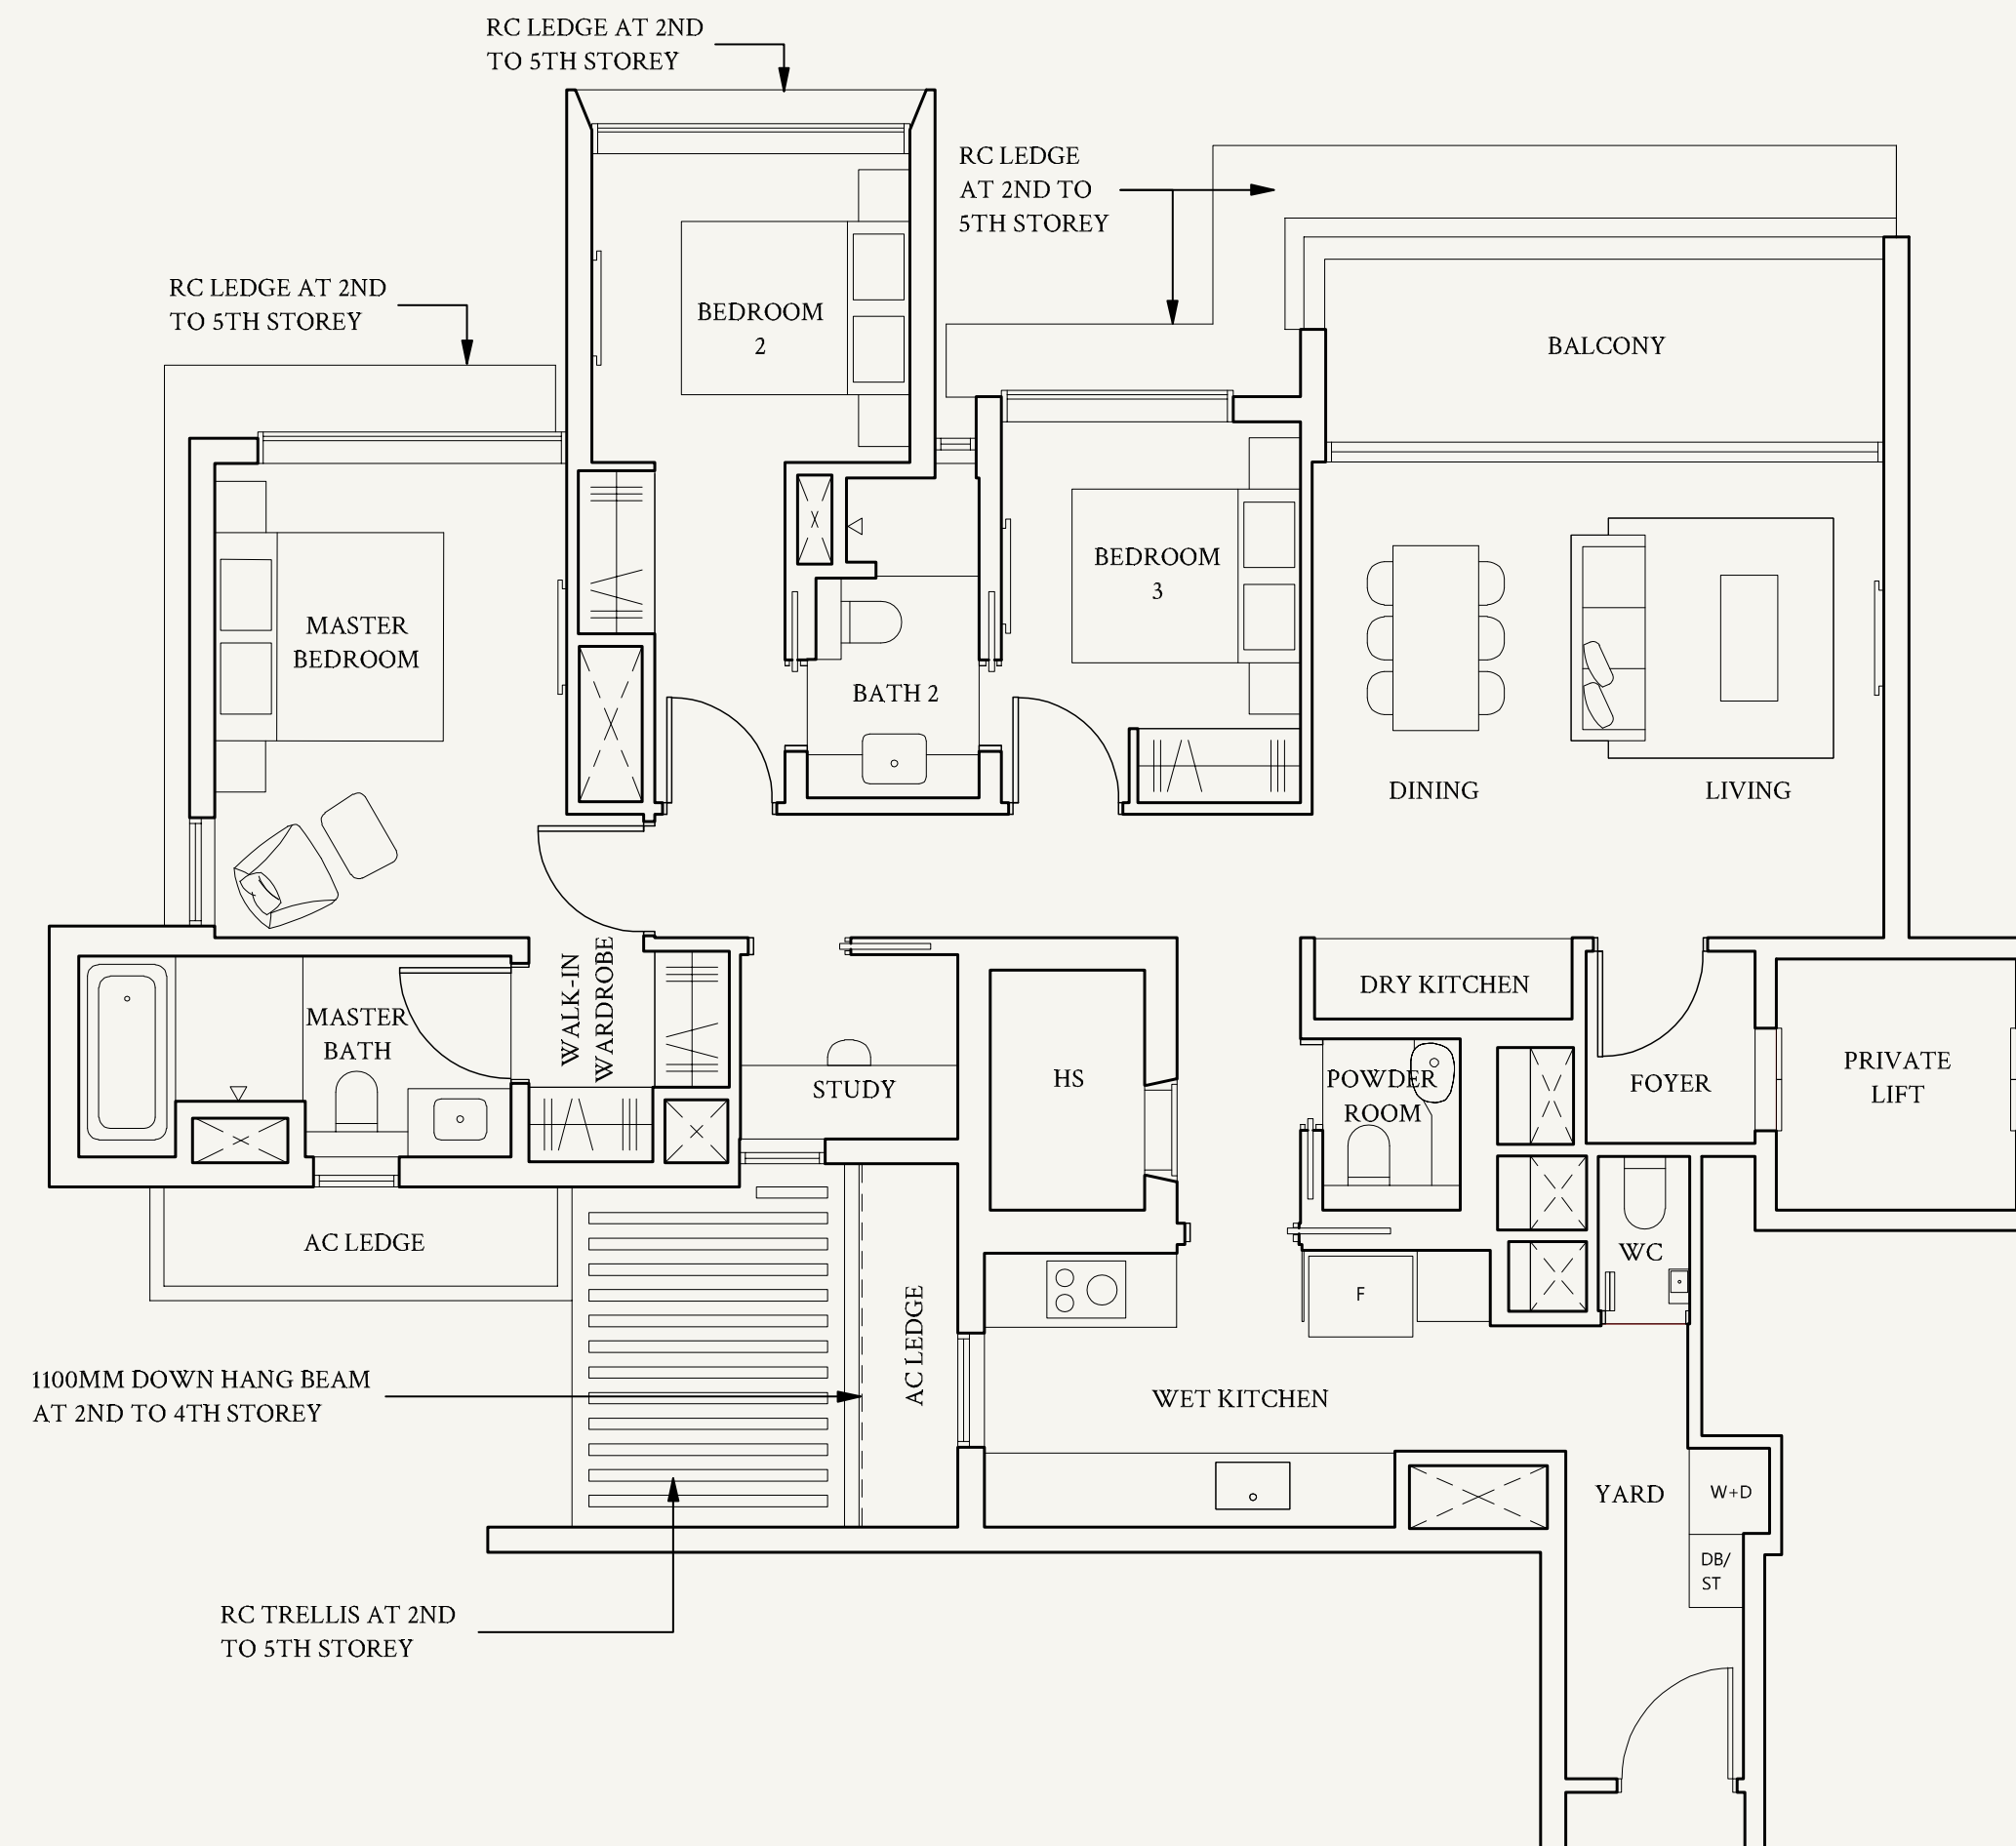 RC LEDGE AT 2ND
TO 5TH STOREY
RC LEDGE
AT 2ND TO
5TH STOREY
RC LEDGE AT 2ND
TO 5TH STOREY
BEDROOM
2
BALCONY
BEDROOM
3
MASTER
BEDROOM
BATH 2
DINING
LIVING
WALK-IN
WARDROBE
DRY KITCHEN
MASTER
BATH
STUDY
HS
POWDER
ROOM
FOYER
PRIVATE
LIFT
AC LEDGE
WC
F
AC LEDGE
1100MM DOWN HANG BEAM
AT 2ND TO 4TH STOREY
WET KITCHEN
YARD
W+D
DB/
ST
RC TRELLIS AT 2ND
TO 5TH STOREY